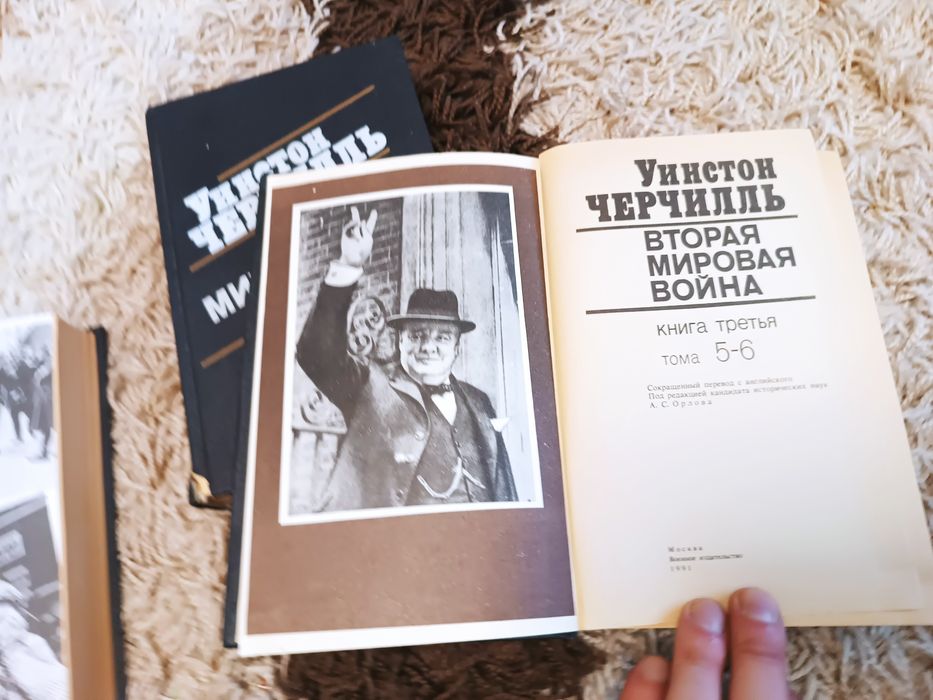 Уинстон
ЧЕРЧИЛЛЬ
МИ
Уинстон
ЧЕРЧИЛЛЬ
ВТОРАЯ
МИРОВАЯ
ВОЙНА
книга третья
тома 5-6
Сокращенный перевод с английского
Под редакцией кандидата исторических наук
А. С. Орлова
Москва
Военное издательство
1991